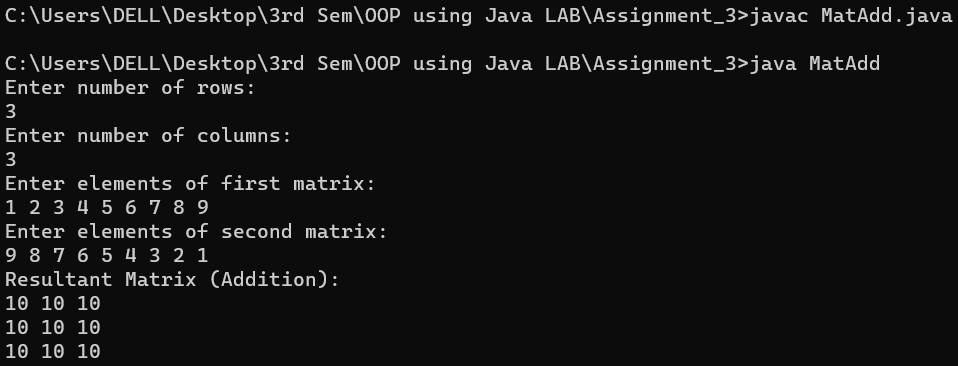 C:\Users\DELL\Desktop\3rd Sem\OOP using Java LAB\Assignment_3>javac MatAdd.java
C:\Users\DELL\Desktop\3rd Sem\OOP using Java LAB\Assignment_3>java MatAdd
Enter number of rows:
3
Enter number of columns:
3
Enter elements of first matrix:
1 2 3 4 5 6 7 8 9
Enter elements of second matrix:
9 8 7 6 5 4 3 2 1
Resultant Matrix (Addition):
10 10 10
10 10 10
10 10 10